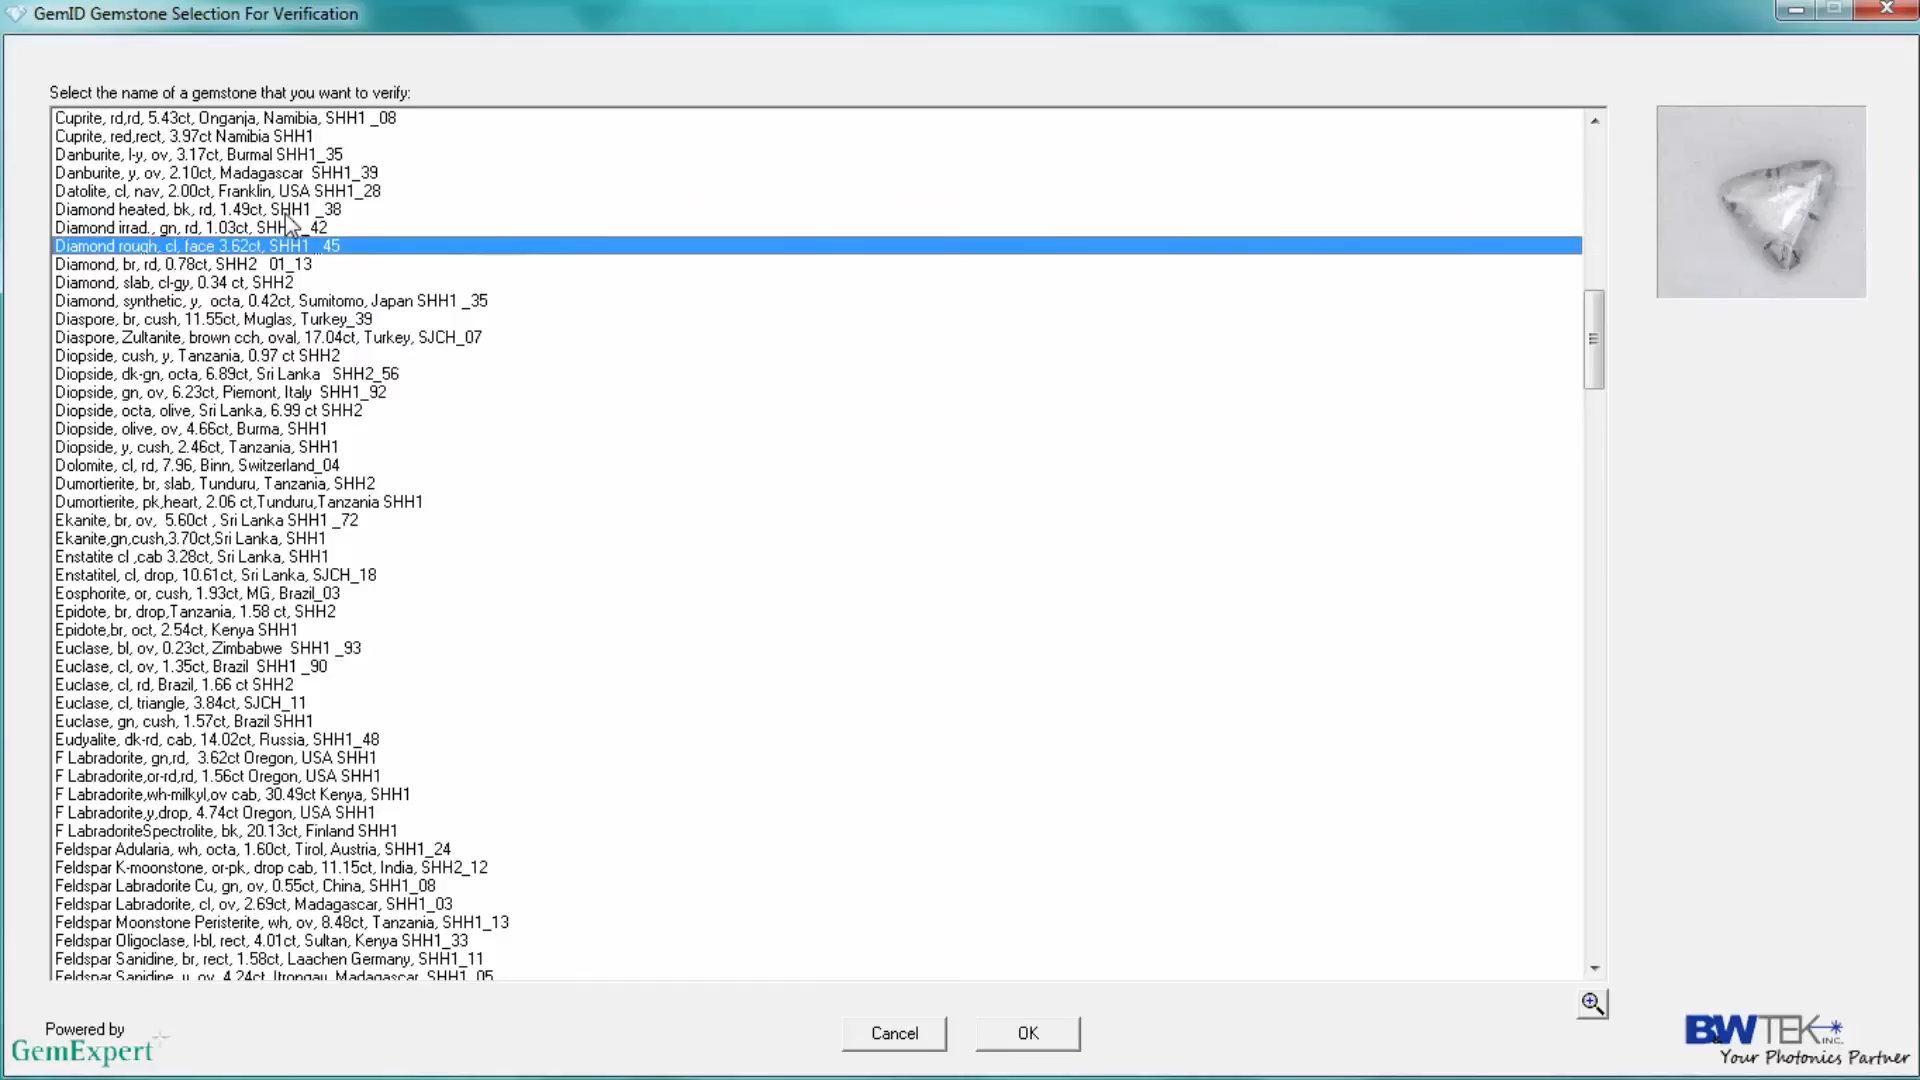 GemID Gemstone Selection For Verification
Select the name of a gemstone that you want to verify:
Cuprite, rd,rd, 5.43ct, Onganja, Namibia, SHH1 _08
Cuprite, red,rect, 3.97ct Namibia SHH1
Danburite, l-y, ov, 3.17ct, Burmal SHH1_35
Danburite, y, ov, 2.10ct, Madagascar  SHH1_39
Datolite, cl, nav, 2.00ct, Franklin, USA SHH1_28
Diamond heated, bk, rd, 1.49ct, SHH1 _38
Diamond irrad., gn, rd, 1.03ct, SHH1 _42
Diamond rough, cl, face 3.62ct, SHH1 _45
Diamond, br, rd, 0.78ct, SHH2   01_13
Diamond, slab, cl-gy, 0.34 ct, SHH2
Diamond, synthetic, y,  octa, 0.42ct, Sumitomo, Japan SHH1 _35
Diaspore, br, cush, 11.55ct, Muglas, Turkey_39
Diaspore, Zultanite, brown cch, oval, 17.04ct, Turkey, SJCH_07
Diopside, cush, y, Tanzania, 0.97 ct SHH2
Diopside, dk-gn, octa, 6.89ct, Sri Lanka   SHH2_56
Diopside, gn, ov, 6.23ct, Piemont, Italy  SHH1_92
Diopside, octa, olive, Sri Lanka, 6.99 ct SHH2
Diopside, olive, ov, 4.66ct, Burma, SHH1
Diopside, y, cush, 2.46ct, Tanzania, SHH1
Dolomite, cl, rd, 7.96, Binn, Switzerland_04
Dumortierite, br, slab, Tunduru, Tanzania, SHH2
Dumortierite, pk,heart, 2.06 ct,Tunduru,Tanzania SHH1
Ekanite, br, ov,  5.60ct , Sri Lanka SHH1 _72
Ekanite,gn,cush,3.70ct,Sri Lanka, SHH1
Enstatite cl ,cab 3.28ct, Sri Lanka, SHH1
Enstatitel, cl, drop, 10.61ct, Sri Lanka, SJCH_18
Eosphorite, or, cush, 1.93ct, MG, Brazil_03
Epidote, br, drop,Tanzania, 1.58 ct, SHH2
Epidote,br, oct, 2.54ct, Kenya SHH1
Euclase, bl, ov, 0.23ct, Zimbabwe  SHH1 _93
Euclase, cl, ov, 1.35ct, Brazil  SHH1 _90
Euclase, cl, rd, Brazil, 1.66 ct SHH2
Euclase, cl, triangle, 3.84ct, SJCH_11
Euclase, gn, cush, 1.57ct, Brazil SHH1
Eudyalite, dk-rd, cab, 14.02ct, Russia, SHH1_48
F Labradorite, gn,rd,  3.62ct Oregon, USA SHH1
F Labradorite,or-rd,rd, 1.56ct Oregon, USA SHH1
F Labradorite,wh-milkyl,ov cab, 30.49ct Kenya, SHH1
F Labradorite,y,drop, 4.74ct Oregon, USA SHH1
F LabradoriteSpectrolite, bk, 20.13ct, Finland SHH1
Feldspar Adularia, wh, octa, 1.60ct, Tirol, Austria, SHH1_24
Feldspar K-moonstone, or-pk, drop cab, 11.15ct, India, SHH2_12
Feldspar Labradorite Cu, gn, ov, 0.55ct, China, SHH1_08
Feldspar Labradorite, cl, ov, 2.69ct, Madagascar, SHH1_03
Feldspar Moonstone Peristerite, wh, ov, 8.48ct, Tanzania, SHH1_13
Feldspar Oligoclase, l-bl, rect, 4.01ct, Sultan, Kenya SHH1_33
Feldspar Sanidine, br, rect, 1.58ct, Laachen Germany, SHH1_11
Feldspar Sanidine, y, ov, 4.24ct, Itrongay, Madagascar, SHH1_05
Powered by
GemExpert
Cancel
OK
B&WTEK INC.
Your Photonics Partner